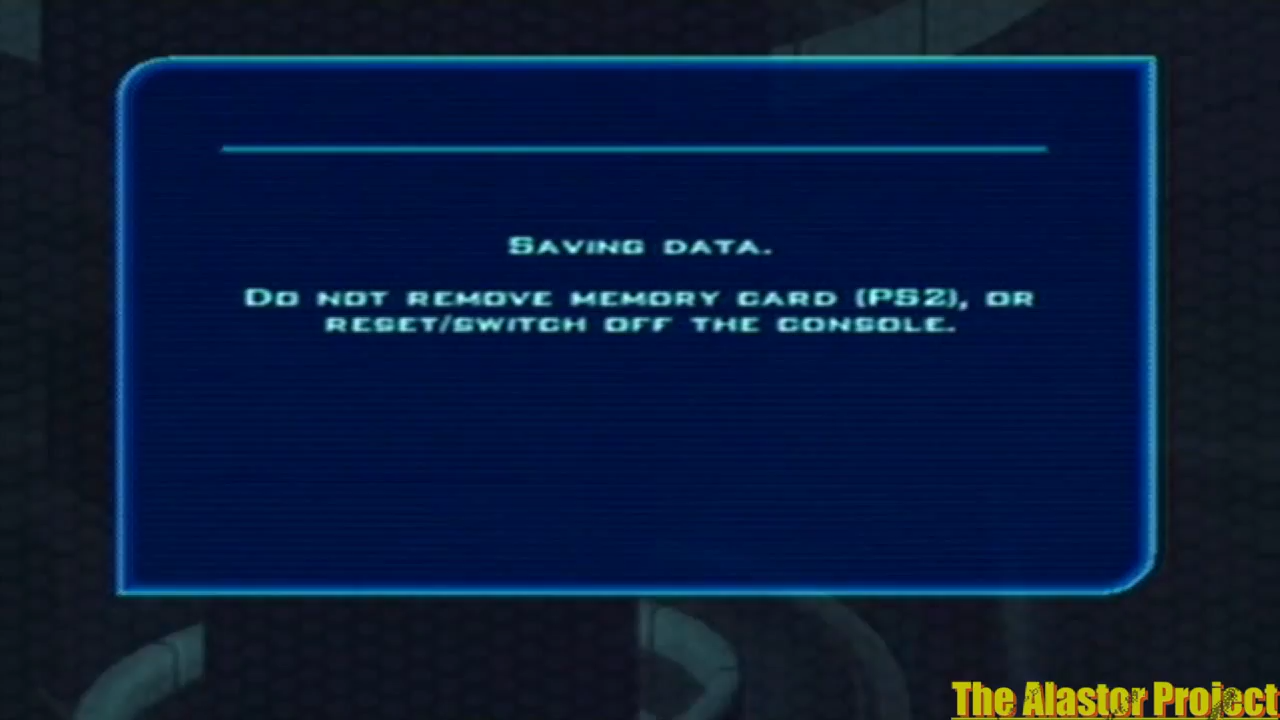 Saving data.
Do not remove memory card (PS2), or
reset/switch off the console.
The Alastor Project